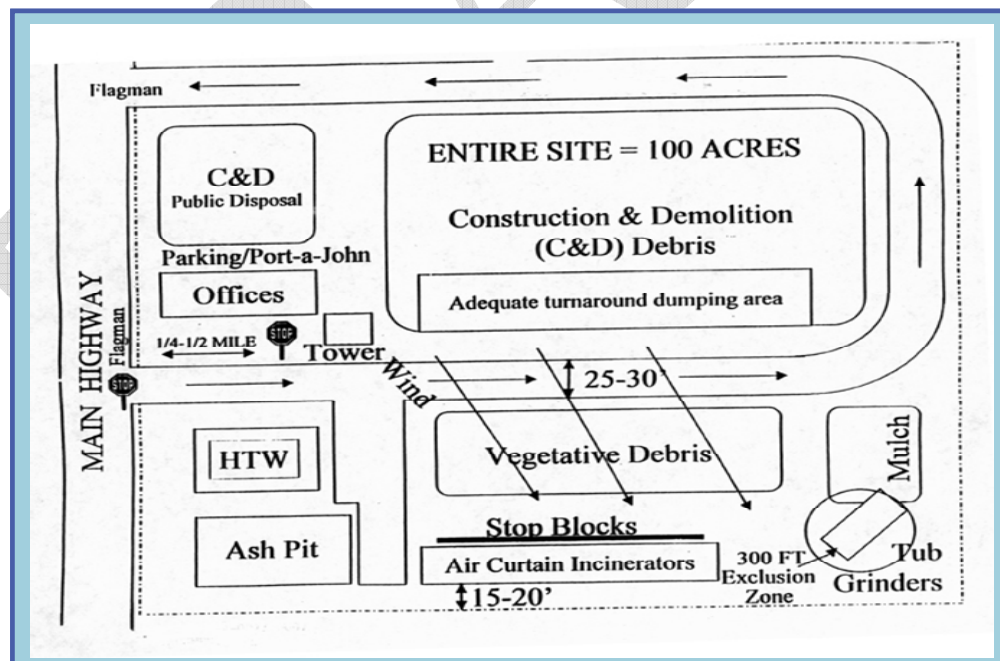 Flagman
C&D
Public Disposal
Parking/Port-a-John
Offices
ENTIRE SITE = 100 ACRES
Construction & Demolition
(C&D) Debris
Adequate turnaround dumping area
MAIN HIGHWAY
Flagman
STOP
1/4-1/2 MILE
STOP
Tower
Wind
25-30'
HTW
Ash Pit
Vegetative Debris
Stop Blocks
Air Curtain Incinerators
15-20'
Mulch
300 FT
Exclusion
Zone
Tub
Grinders